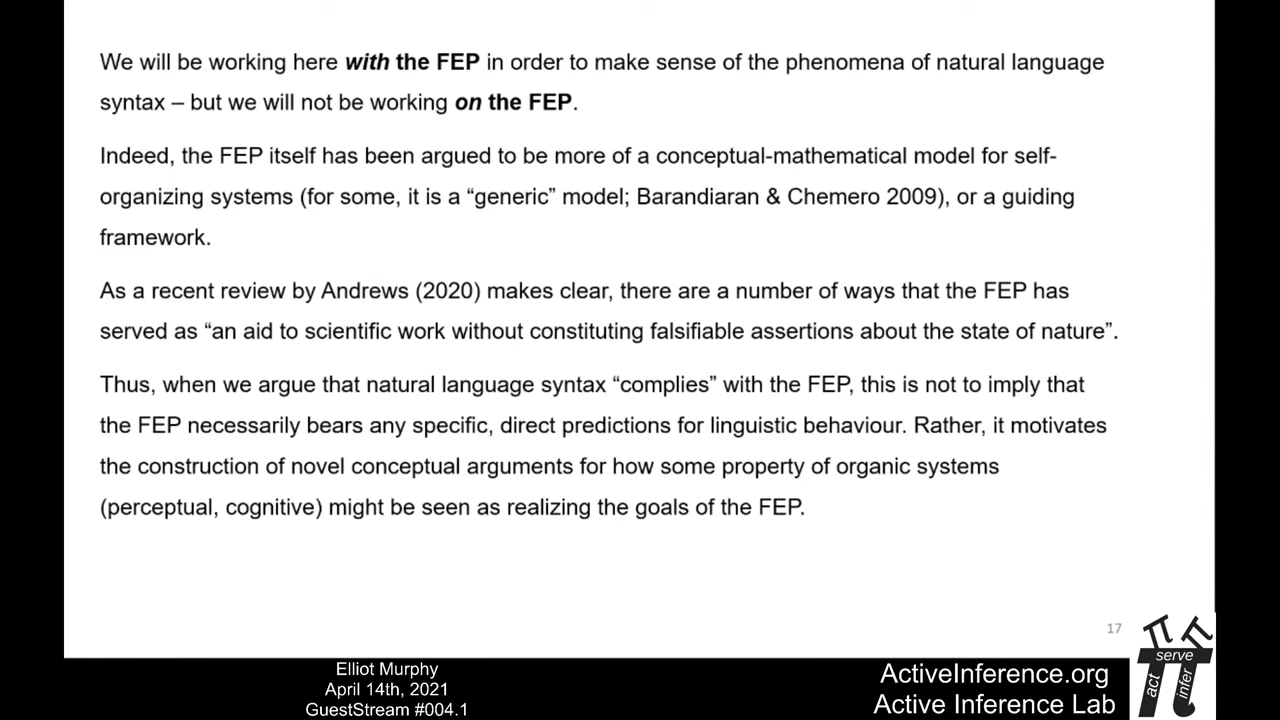 We will be working here with the FEP in order to make sense of the phenomena of natural language
syntax – but we will not be working on the FEP.
Indeed, the FEP itself has been argued to be more of a conceptual-mathematical model for self-
organizing systems (for some, it is a “generic” model; Barandiaran & Chemero 2009), or a guiding
framework.
As a recent review by Andrews (2020) makes clear, there are a number of ways that the FEP has
served as “an aid to scientific work without constituting falsifiable assertions about the state of nature”.
Thus, when we argue that natural language syntax “complies” with the FEP, this is not to imply that
the FEP necessarily bears any specific, direct predictions for linguistic behaviour. Rather, it motivates
the construction of novel conceptual arguments for how some property of organic systems
(perceptual, cognitive) might be seen as realizing the goals of the FEP.
17
Elliot Murphy
April 14th, 2021
GuestStream #004.1
ActiveInference.org
Active Inference Lab
π π
serve
act
infer